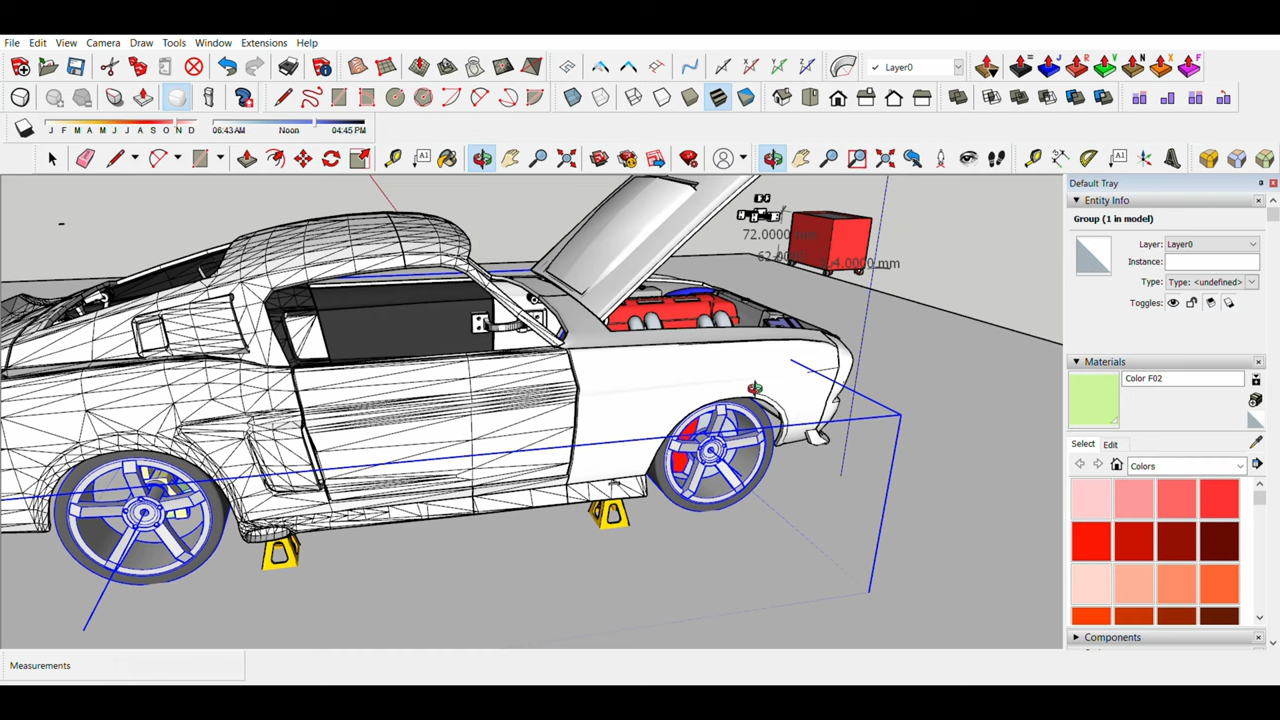 File Edit View Camera Draw Tools Window Extensions Help
Layer0
J F M A M J J A S O N D 06:43 AM Noon 04:45 PM
Default Tray
Entity Info
Group (1 in model)
Layer: Layer0
Instance:
Type: Type: <undefined>
Toggles:
Materials
Color F02
Select Edit
Colors
Components
72.0000 mm
4.0000 mm
Measurements